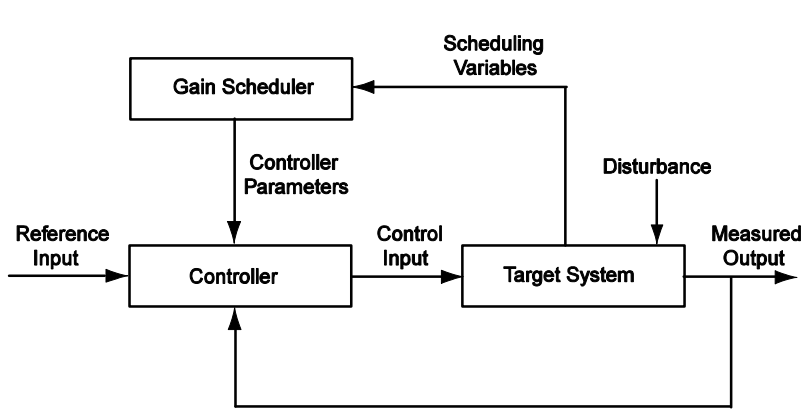 Scheduling
Variables
Gain Scheduler
Controller
Parameters
Disturbance
Reference
Input
Control
Input
Measured
Output
Controller
Target System